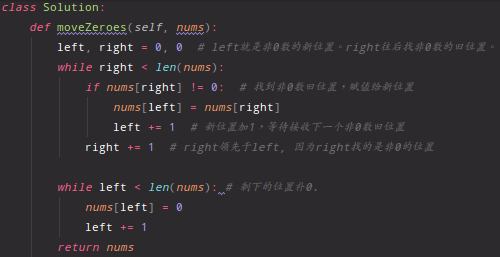 class Solution:
    def moveZeroes(self, nums):
        left, right = 0, 0  # left就是非0数的新位置。right往后找非0数的旧位置。
        while right < len(nums):
            if nums[right] != 0:  # 找到非0数旧位置，赋值给新位置
                nums[left] = nums[right]
                left += 1  # 新位置加1，等待接收下一个非0数旧位置
            right += 1  # right领先于left, 因为right找的是非0的位置

        while left < len(nums): # 剩下的位置补0.
            nums[left] = 0
            left += 1
        return nums